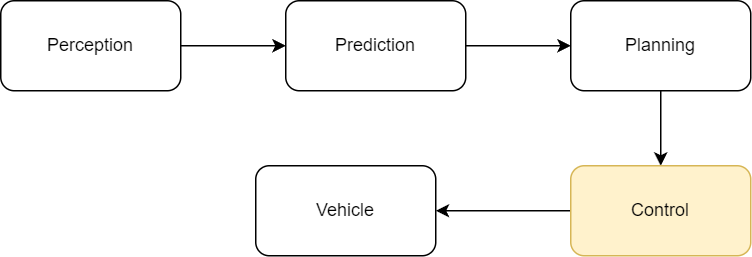 Perception
Prediction
Planning
Vehicle
Control